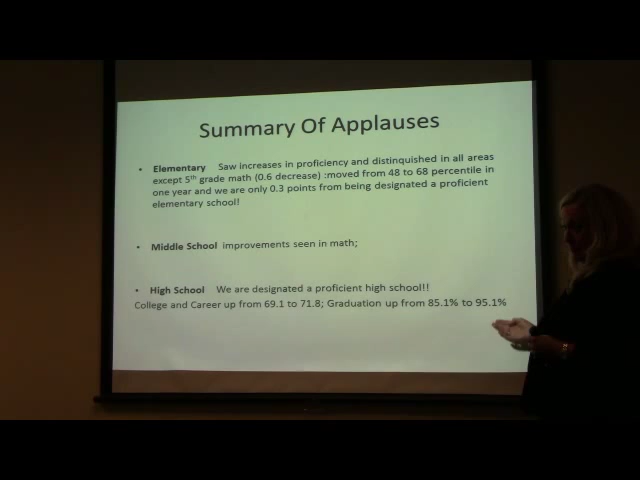 Summary Of Applauses
• Elementary Saw increases in proficiency and distinquished in all areas
except 5th grade math (0.6 decrease) :moved from 48 to 68 percentile in
one year and we are only 0.3 points from being designated a proficient
elementary school!
• Middle School improvements seen in math;
• High School We are designated a proficient high school!!
College and Career up from 69.1 to 71.8; Graduation up from 85.1% to 95.1%